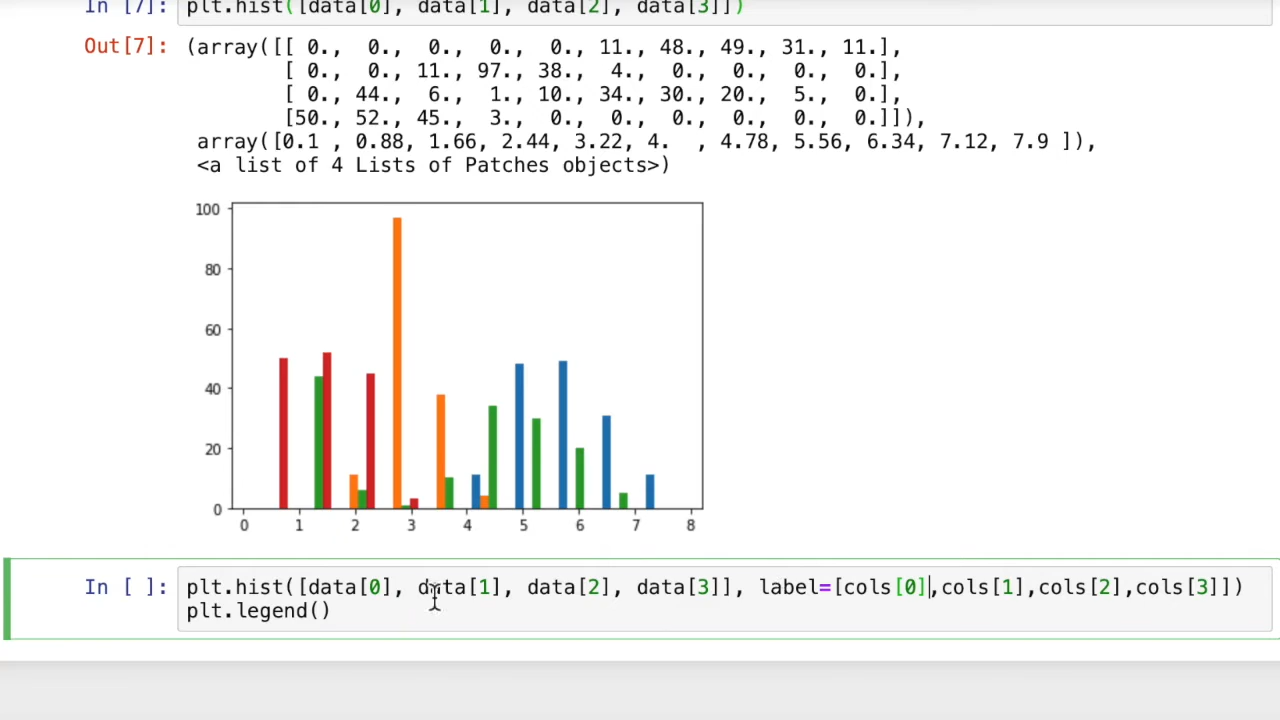 In [7]: plt.hist([data[0], data[1], data[2], data[3]])
Out[7]: (array([[ 0.,  0.,  0.,  0.,  0., 11., 48., 49., 31., 11.],
[ 0.,  0., 11., 97., 38.,  4.,  0.,  0.,  0.,  0.],
[ 0., 44.,  6.,  1., 10., 34., 30., 20.,  5.,  0.],
[50., 52., 45.,  3.,  0.,  0.,  0.,  0.,  0.,  0.]]),
array([0.1 , 0.88, 1.66, 2.44, 3.22, 4.  , 4.78, 5.56, 6.34, 7.12, 7.9 ]),
<a list of 4 Lists of Patches objects>)
100
80
60
40
20
0
0 1 2 3 4 5 6 7 8
In [ ]: plt.hist([data[0], data[1], data[2], data[3]], label=[cols[0],cols[1],cols[2],cols[3]])
plt.legend()